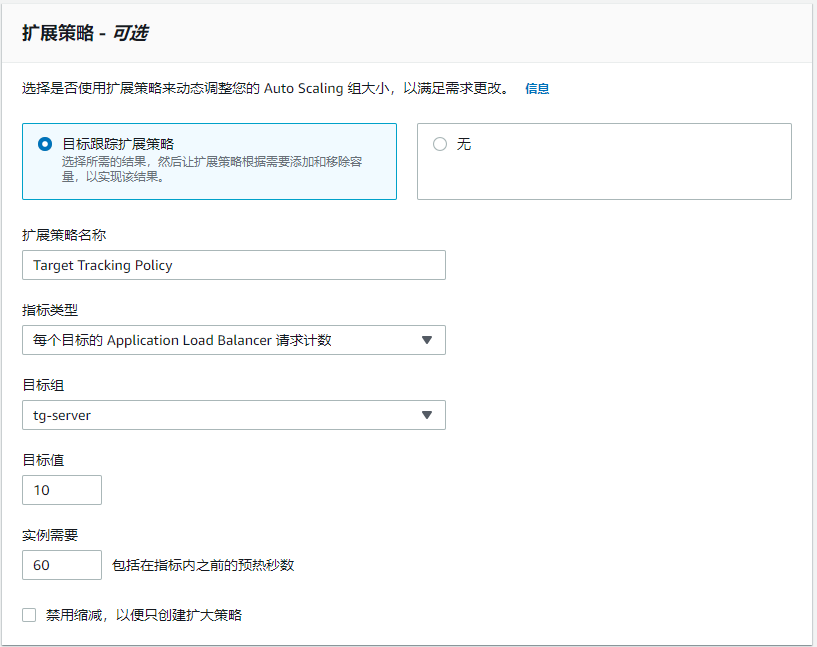 扩展策略 - 可选
选择是否使用扩展策略来动态调整您的 Auto Scaling 组大小，以满足需求更改。 信息
目标跟踪扩展策略
选择所需的结果，然后让扩展策略根据需要添加和移除容
量，以实现该结果。
无
扩展策略名称
Target Tracking Policy
指标类型
每个目标的 Application Load Balancer 请求计数
目标组
tg-server
目标值
10
实例需要
60 包括在指标内之前的预热秒数
禁用缩减，以便只创建扩大策略